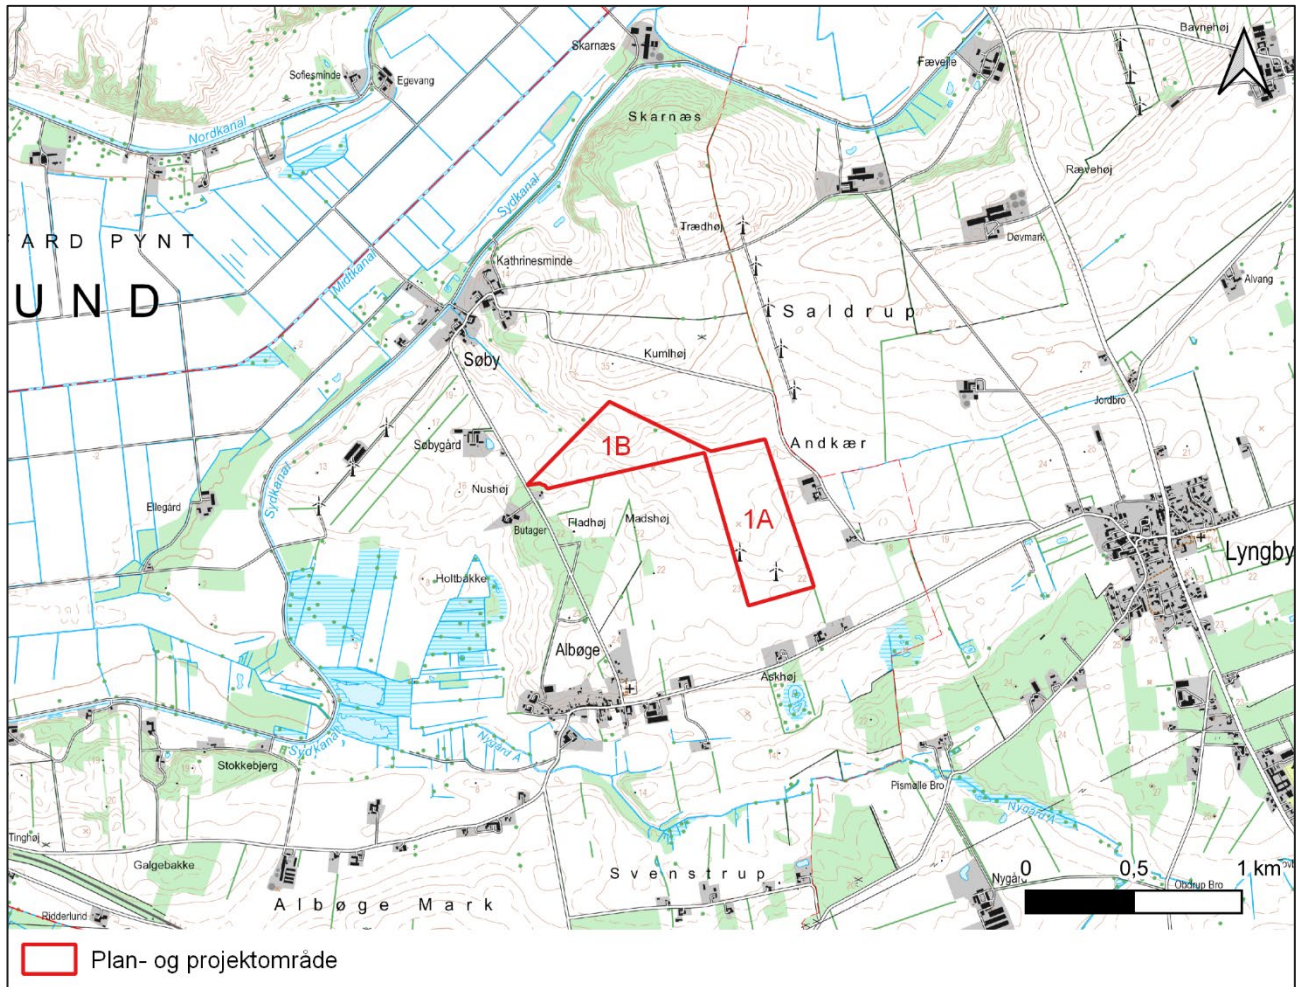 Skarnæs
Bavnehøj
Fævejle
Sofiesminde
Egevang
Skarnæs
Nordkanal
Rævehøj
Sydkanal
Trædhøj
Døvmark
FARD PYNT
Kathrinesminde
Alvang
Midtkanal
UND
Saldrup
Kumlhøj
Søby
Jordbro
Søbygård
1B
Andkær
Sydkanal
Nushøj
Ellegård
1A
Fladhøj
Madshøj
Butager
Lyngby
Holtbakke
Albøge
Askhøj
Sydkanal
Nygård Å
Stokkebjerg
Pismølle Bro
Nygård Å
Tinghøj
Galgebakke
Svenstrup
0 0,5 1 km
Nygård
Obdrup Bro
Albøge Mark
Ridderlund
Plan- og projektområde